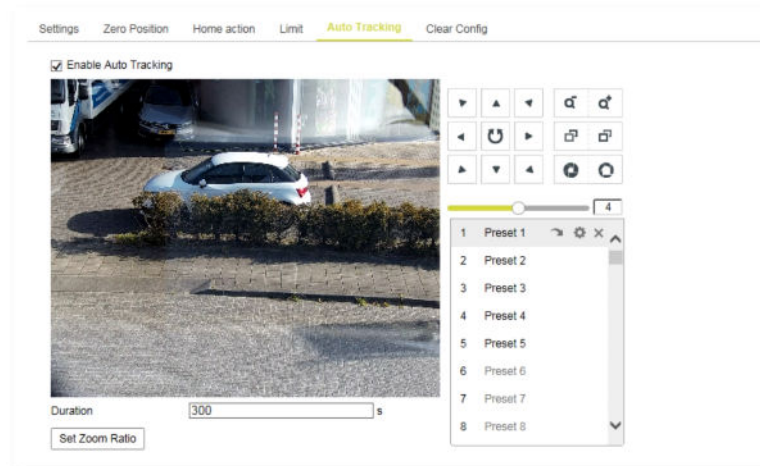 Settings Zero Position Home action Limit Auto Tracking Clear Config
Enable Auto Tracking
4
1 Preset 1
2 Preset 2
3 Preset 3
4 Preset 4
5 Preset 5
6 Preset 6
7 Preset 7
8 Preset 8
Duration 300 s
Set Zoom Ratio